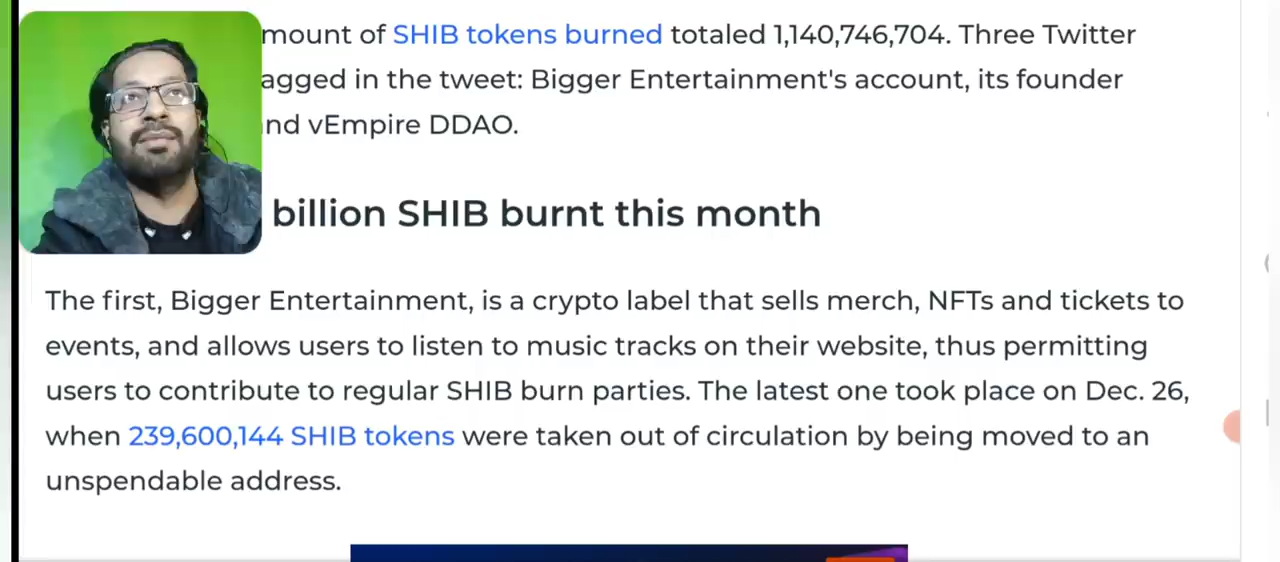 mount of SHIB tokens burned totaled 1,140,746,704. Three Twitter
agged in the tweet: Bigger Entertainment's account, its founder
nd vEmpire DDAO.
billion SHIB burnt this month
The first, Bigger Entertainment, is a crypto label that sells merch, NFTs and tickets to
events, and allows users to listen to music tracks on their website, thus permitting
users to contribute to regular SHIB burn parties. The latest one took place on Dec. 26,
when 239,600,144 SHIB tokens were taken out of circulation by being moved to an
unspendable address.